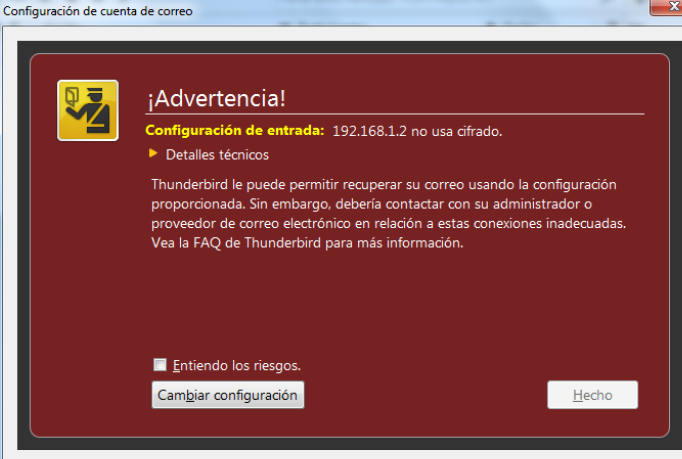 Configuración de cuenta de correo
¡Advertencia!
Configuración de entrada: 192.168.1.2 no usa cifrado.
Detalles técnicos
Thunderbird le puede permitir recuperar su correo usando la configuración
proporcionada. Sin embargo, debería contactar con su administrador o
proveedor de correo electrónico en relación a estas conexiones inadecuadas.
Vea la FAQ de Thunderbird para más información.
Entiendo los riesgos.
Cambiar configuración
Hecho